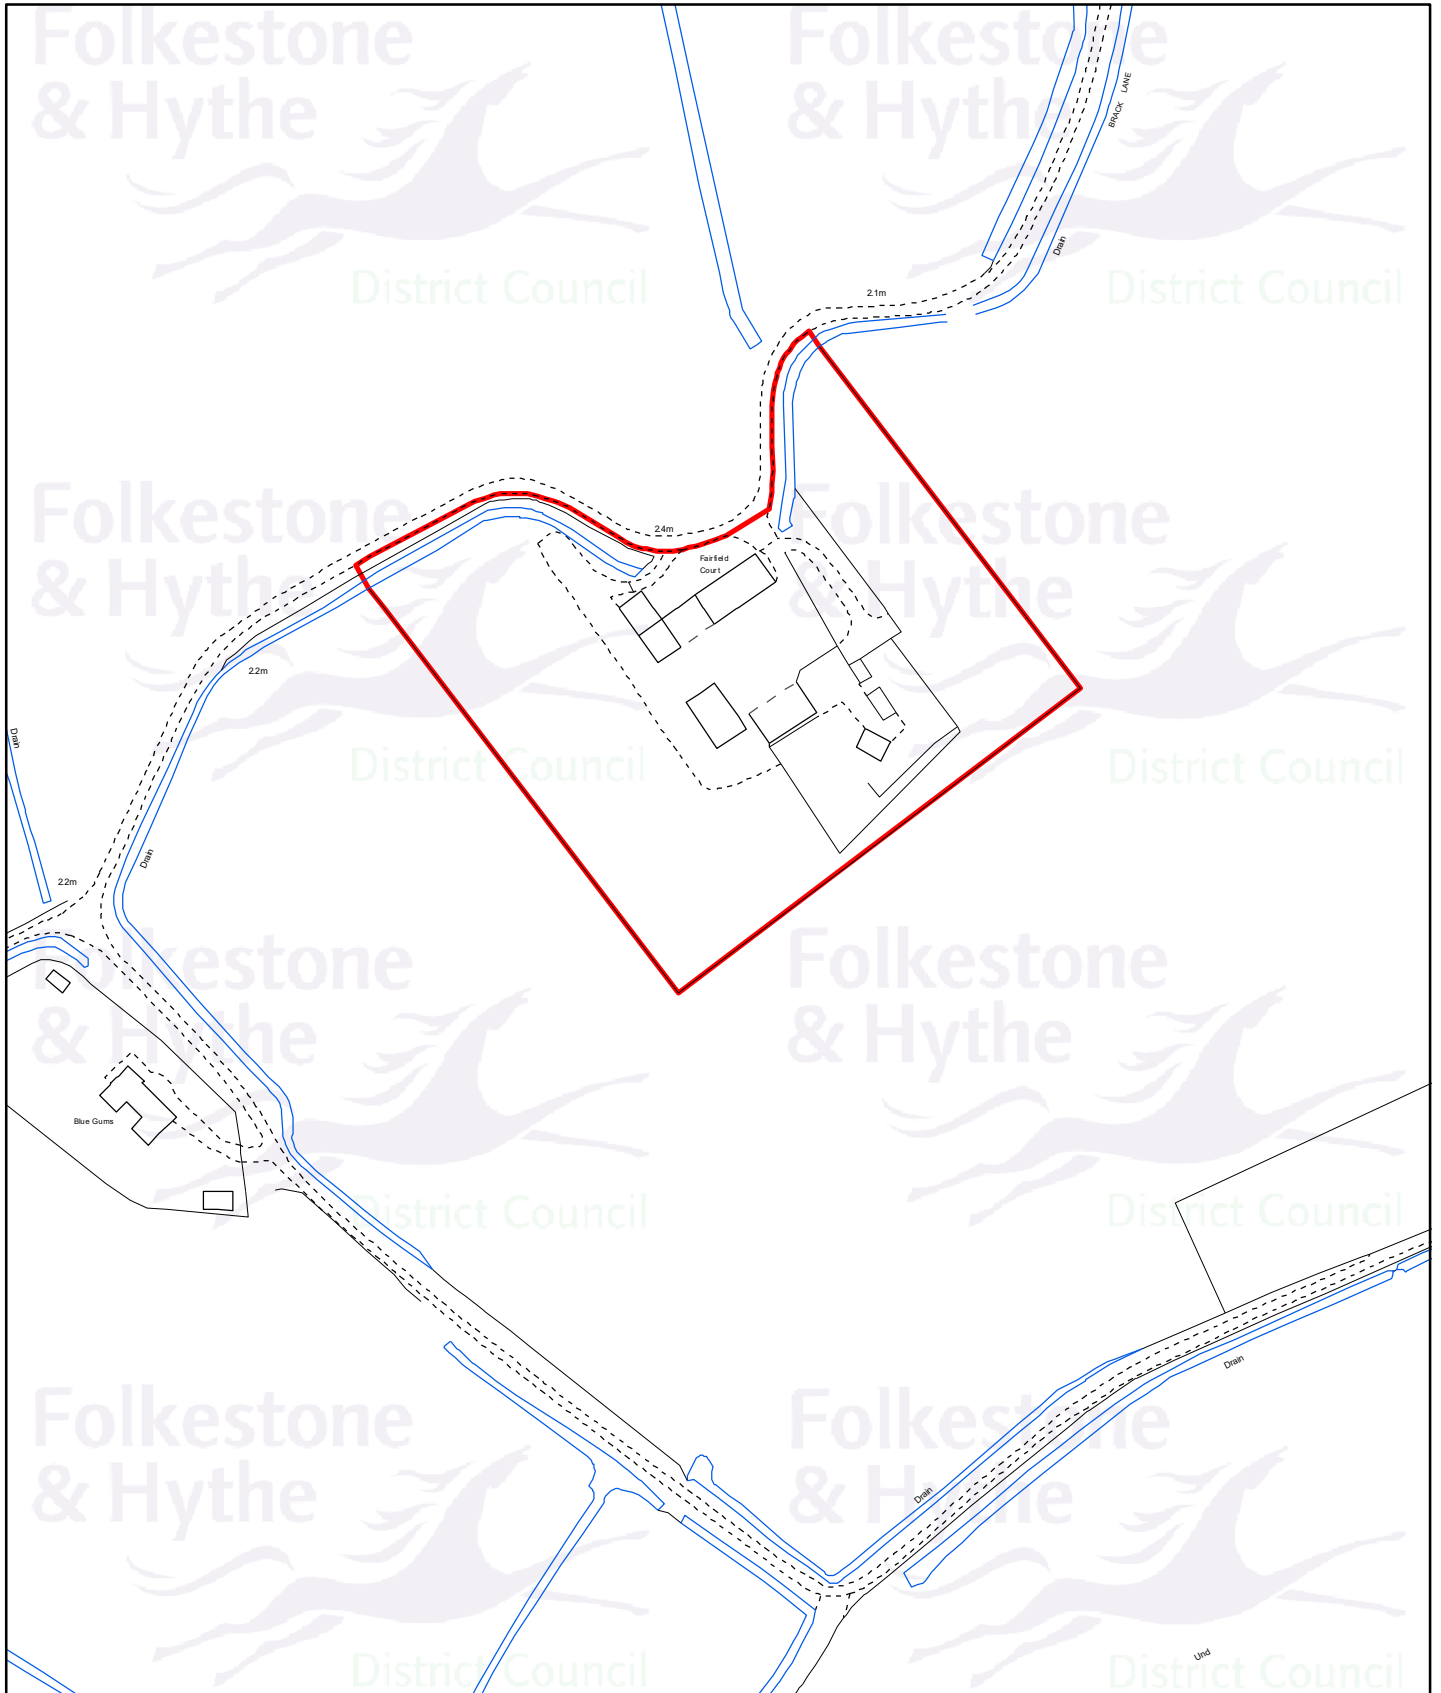 Folkestone
& Hythe
District Council
Folkestone
& Hythe
District Council
BRACK LANE
Drain
2.1m
Folkestone
& Hythe
District Council
Folkestone
& Hythe
District Council
2.4m
Fairfield
Court
2.2m
Drain
Drain
2.2m
Folkestone
& Hythe
District Council
Folkestone
& Hythe
District Council
Blue Gums
Drain
Folkestone
& Hythe
District Council
Folkestone
& Hythe
District Council
Drain
Und